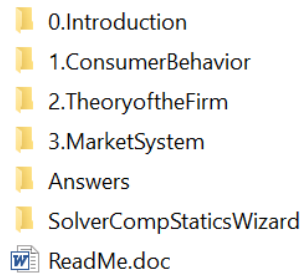 0.Introduction
1.ConsumerBehavior
2.TheoryoftheFirm
3.MarketSystem
Answers
SolverCompStaticsWizard
ReadMe.doc